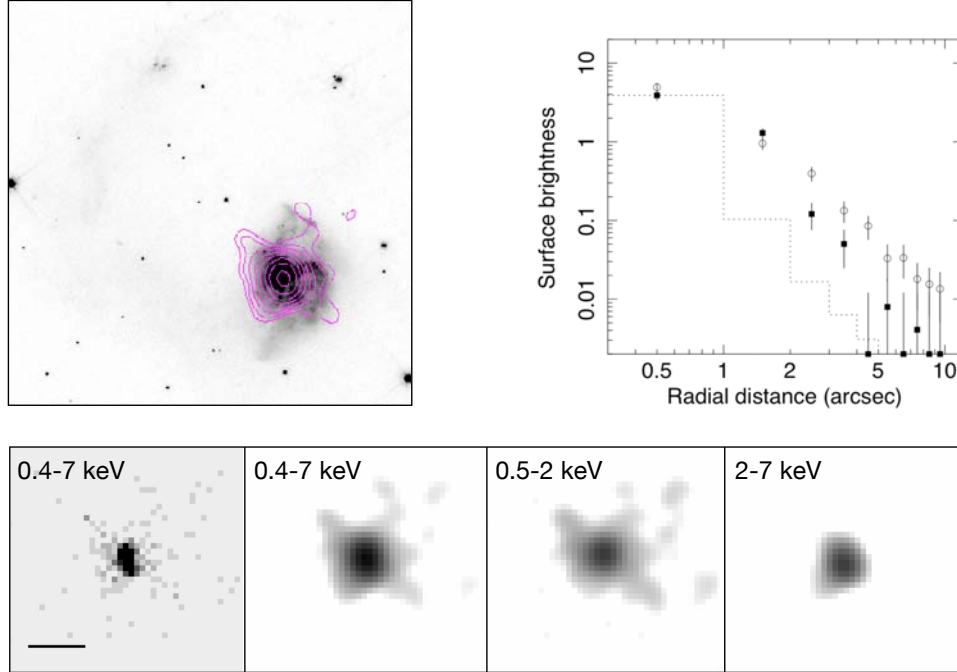 10
1
0.1
0.01
Surface brightness
0.5
1
2
5
10
Radial distance (arcsec)
0.4-7 keV
0.4-7 keV
0.5-2 keV
2-7 keV